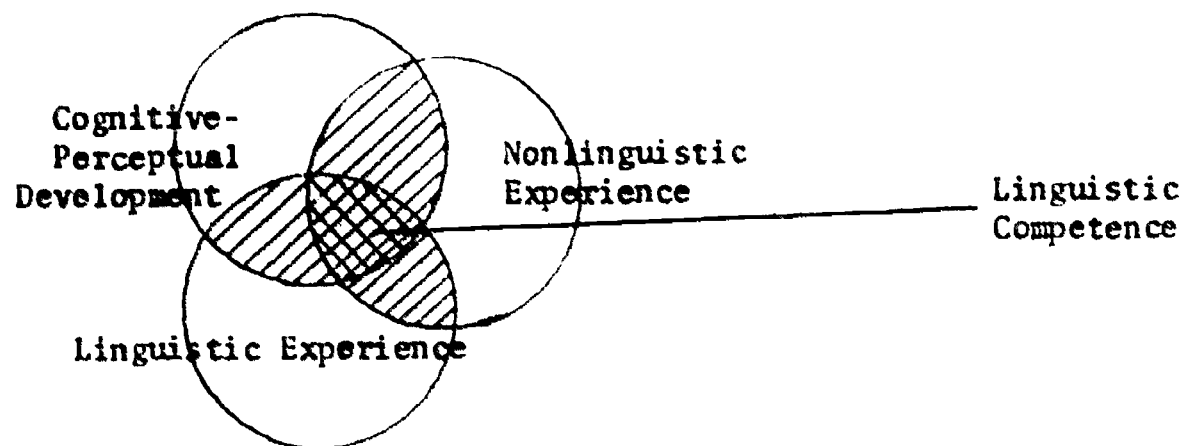 Cognitive-
Perceptual
Development
Nonlinguistic
Experience
Linguistic
Competence
Linguistic Experience